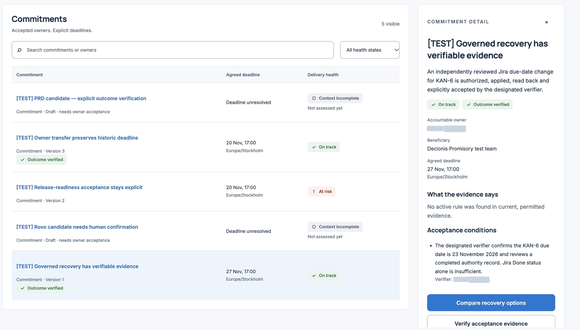 Commitments
Accepted owners. Explicit deadlines.
5 visible
Search commitments or owners
All health states
Commitment
Agreed deadline
Delivery health
[TEST] PRD candidate — explicit outcome verification
Commitment · Draft · needs owner acceptance
Deadline unresolved
Context incomplete
Not assessed yet
[TEST] Owner transfer preserves historic deadline
Commitment · Version 3
✓ Outcome verified
20 Nov, 17:00
Europe/Stockholm
✓ On track
[TEST] Release-readiness acceptance stays explicit
Commitment · Version 2
20 Nov, 17:00
Europe/Stockholm
! At risk
[TEST] Rovo candidate needs human confirmation
Commitment · Draft · needs owner acceptance
Deadline unresolved
Context incomplete
Not assessed yet
[TEST] Governed recovery has verifiable evidence
Commitment · Version 1
✓ Outcome verified
27 Nov, 17:00
Europe/Stockholm
✓ On track
COMMITMENT DETAIL
×
[TEST] Governed recovery has
verifiable evidence
An independently reviewed Jira due-date change
for KAN-6 is authorized, applied, read back and
explicitly accepted by the designated verifier.
✓ On track
✓ Outcome verified
Accountable owner
Beneficiary
Decionis Promisory test team
Agreed deadline
27 Nov, 17:00
Europe/Stockholm
What the evidence says
No active rule was found in current, permitted
evidence.
Acceptance conditions
• The designated verifier confirms the KAN-6 due
date is 23 November 2026 and reviews a
completed authority record. Jira Done status
alone is insufficient.
Verifier:
Compare recovery options
Verify acceptance evidence